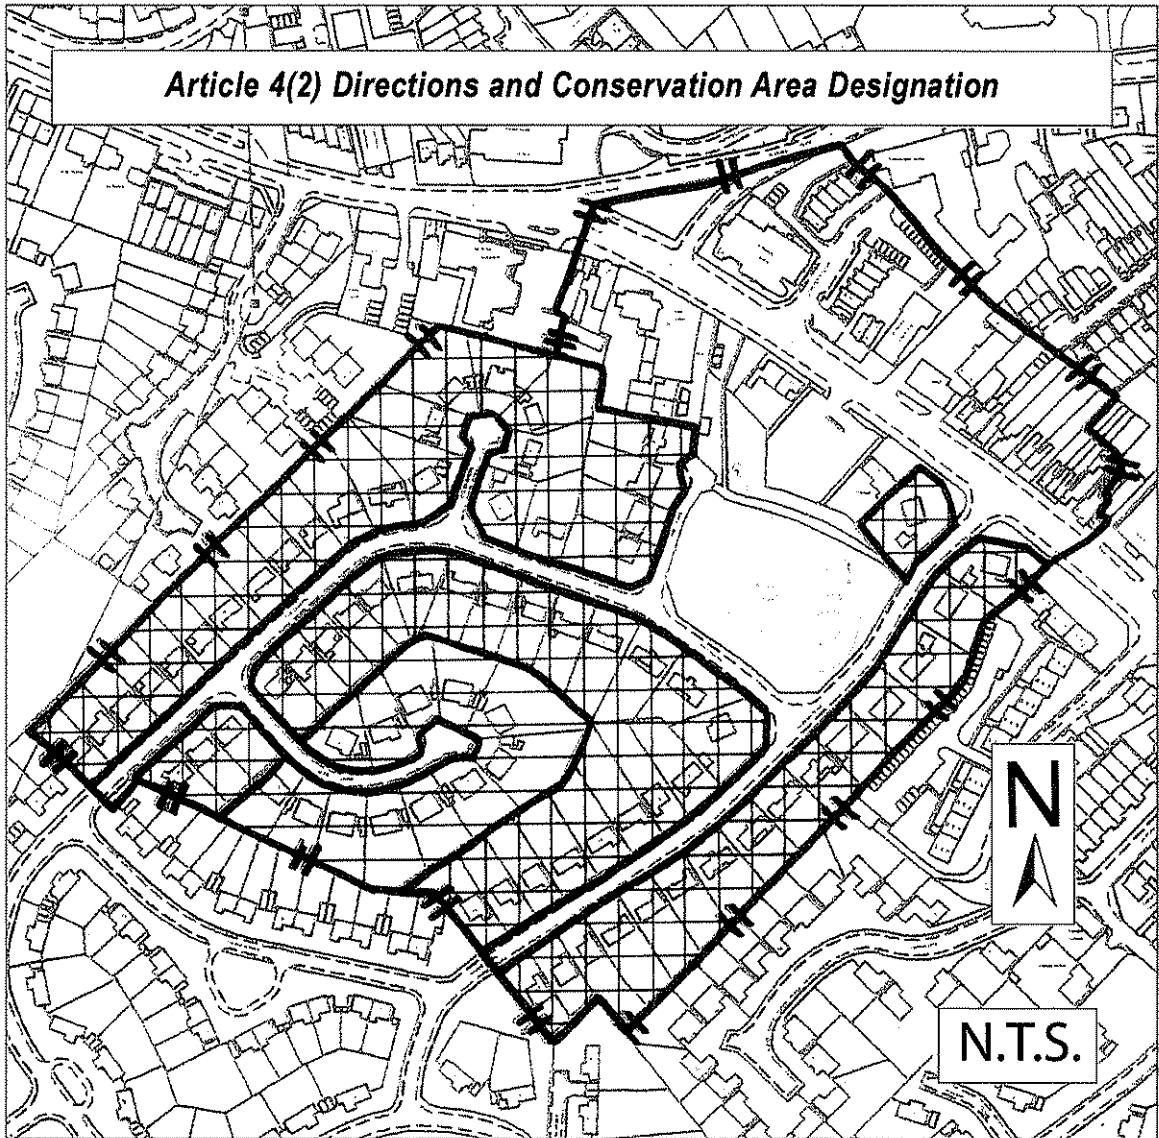 Article 4(2) Directions and Conservation Area Designation
N
N.T.S.